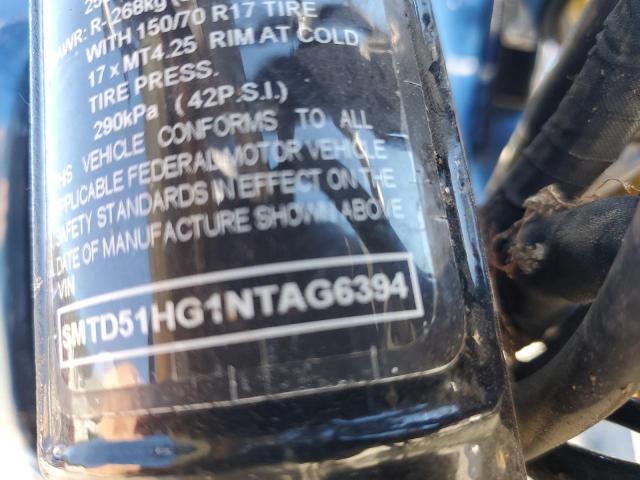 R-268kg
WITH 150/70 R17 TIRE
17 x MT4.25 RIM AT COLD
TIRE PRESS.
290kPa (42P.S.I.)
VEHICLE CONFORMS TO ALL
FEDERAL MOTOR VEHICLE
SAFETY STANDARDS IN EFFECT ON THE
DATE OF MANUFACTURE SHOWN ABOVE
VIN
SMTD51HG1NTAG6394